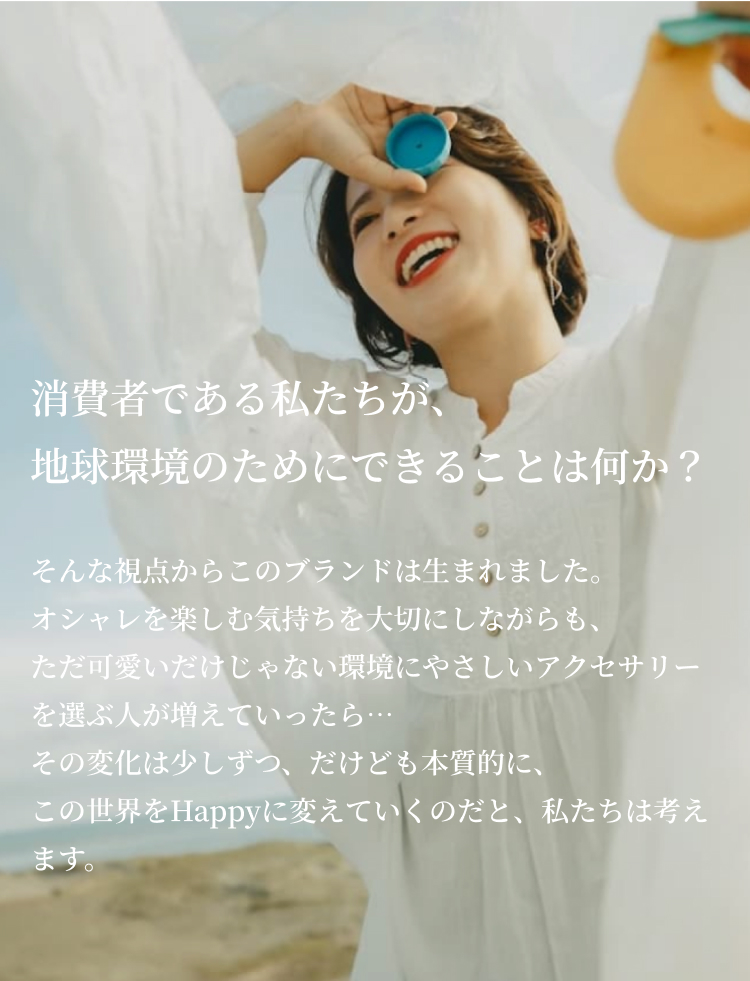 消費者である私たちが、
地球環境のためにできることは何か？
そんな視点からこのブランドは生まれました。
オシャレを楽しむ気持ちを大切にしながらも、
ただ可愛いだけじゃない環境にやさしいアクセサリー
を選ぶ人が増えていったら…
その変化は少しずつ、だけども本質的に、
この世界をHappyに変えていくのだと、私たちは考え
ます。